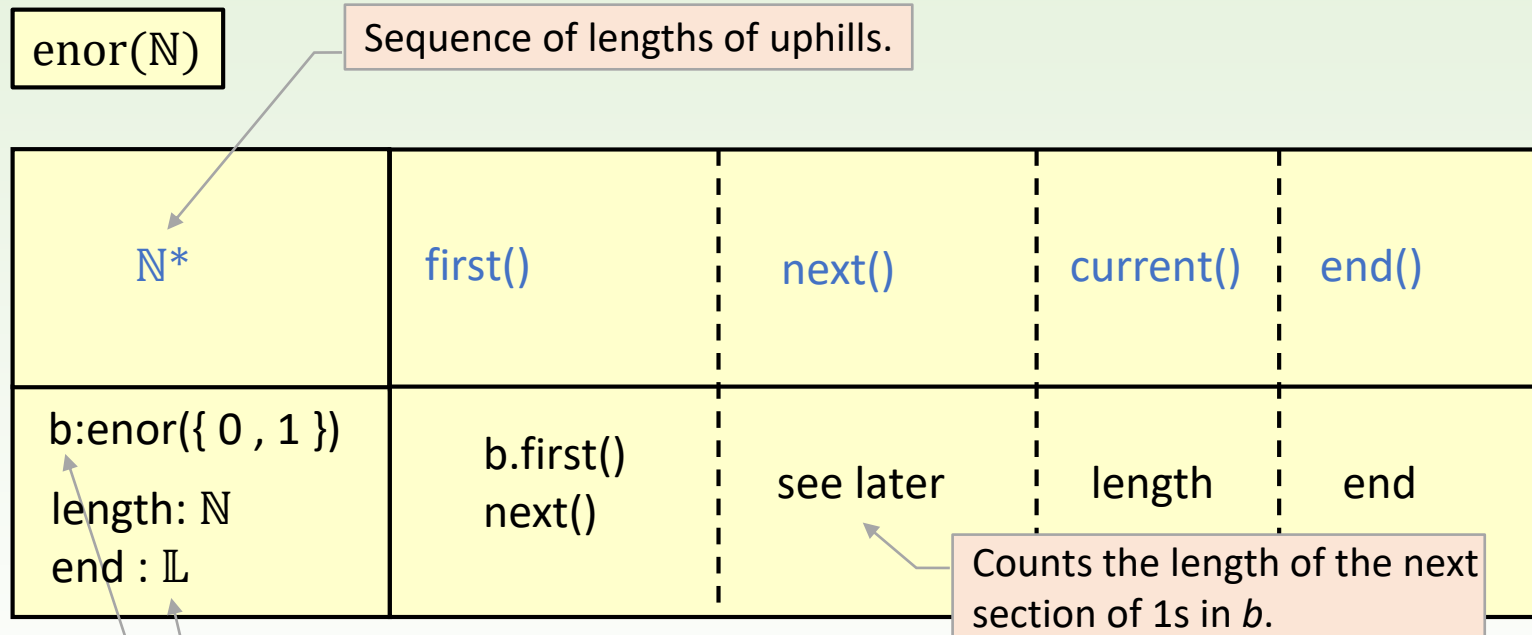 enor(ℕ)
Sequence of lengths of uphills.
ℕ*
first()
next()
current()
end()
b:enor({ 0 , 1 })
length: ℕ
end : 𝕃
b.first()
next()
see later
length
end
Counts the length of the next
section of 1s in b.